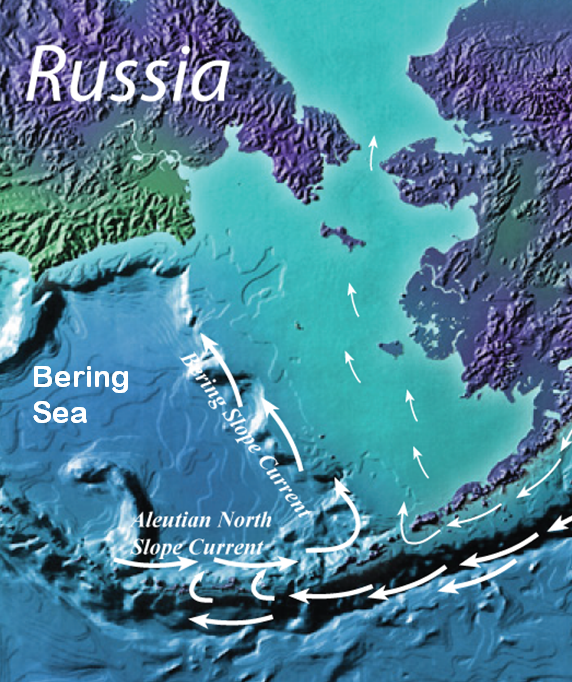 Russia
Bering
Sea
Bering Slope Current
Aleutian North
Slope Current